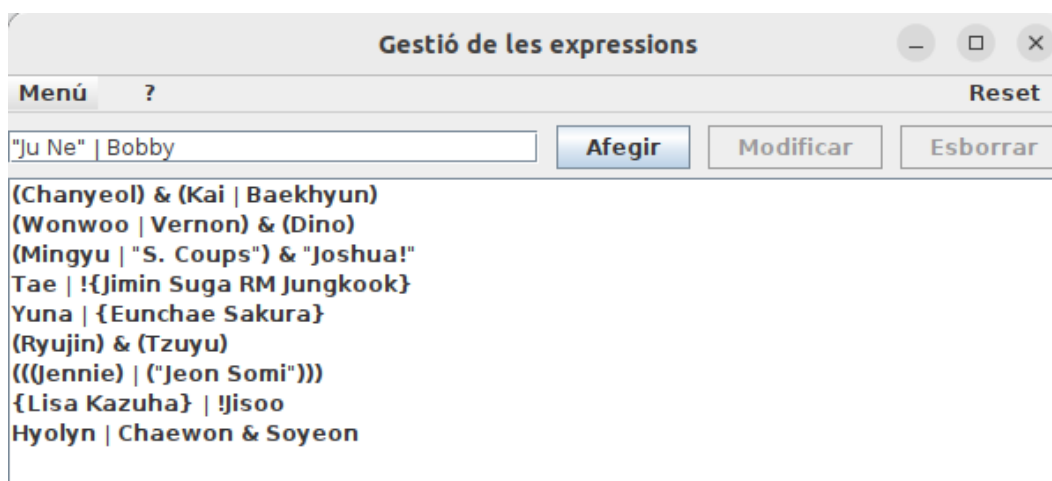 Gestió de les expressions
Menú ? Reset
"Ju Ne" | Bobby Afegir Modificar Esborrar
(Chanyeol) & (Kai | Baekhyun)
(Wonwoo | Vernon) & (Dino)
(Mingyu | "S. Coups") & "Joshua!"
Tae | !{Jimin Suga RM Jungkook}
Yuna | {Eunchae Sakura}
(Ryujin) & (Tzuyu)
(((Jennie) | ("Jeon Somi")))
{Lisa Kazuha} | !Jisoo
Hyolyn | Chaewon & Soyeon